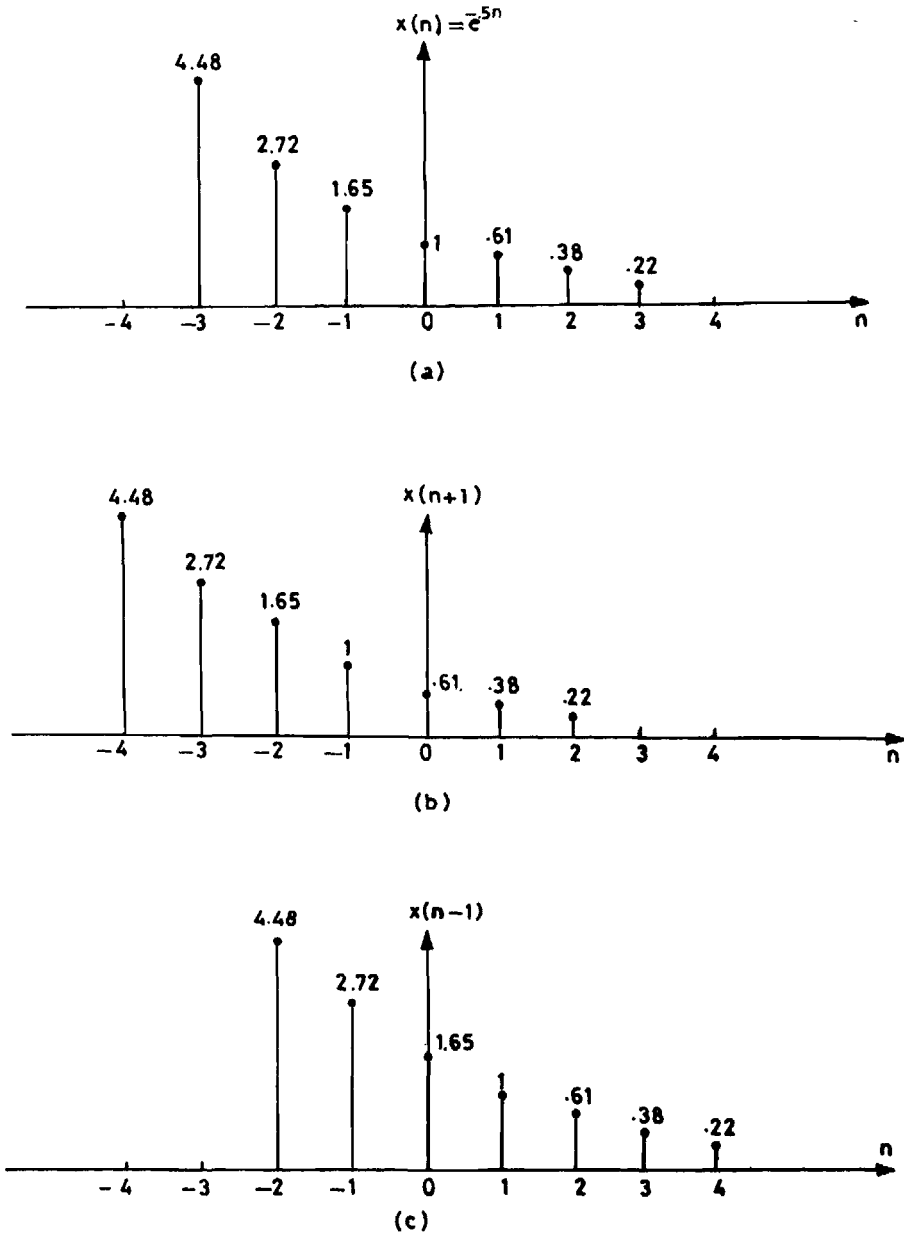 x(n) = e^-.5n
4.48
2.72
1.65
1
.61
.38
.22
-4 -3 -2 -1 0 1 2 3 4 n
(a)
x(n+1)
4.48
2.72
1.65
1
.61
.38
.22
-4 -3 -2 -1 0 1 2 3 4 n
(b)
x(n-1)
4.48
2.72
1.65
1
.61
.38
.22
n
-4 -3 -2 -1 0 1 2 3 4
(c)